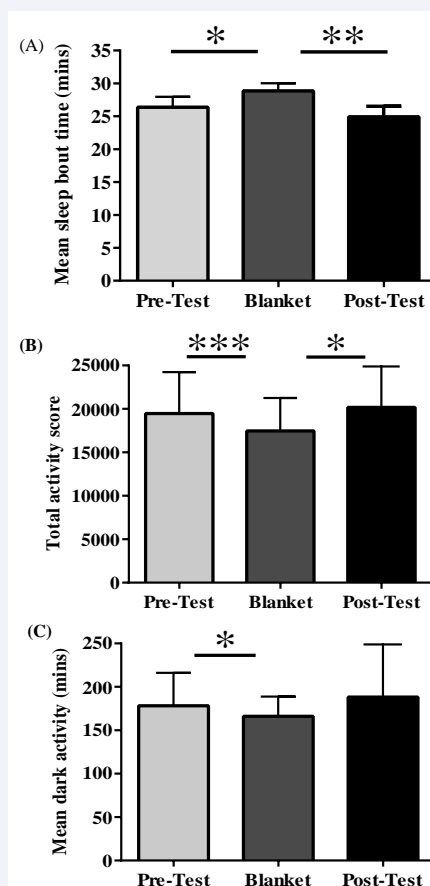 (A)
* **
Mean sleep bout time (mins)
35
30
25
20
15
10
5
0
Pre-Test Blanket Post-Test
(B)
*** *
Total activity score
25000
20000
15000
10000
5000
0
Pre-Test Blanket Post-Test
(C)
*
Mean dark activity (mins)
250
200
150
100
50
0
Pre-Test Blanket Post-Test